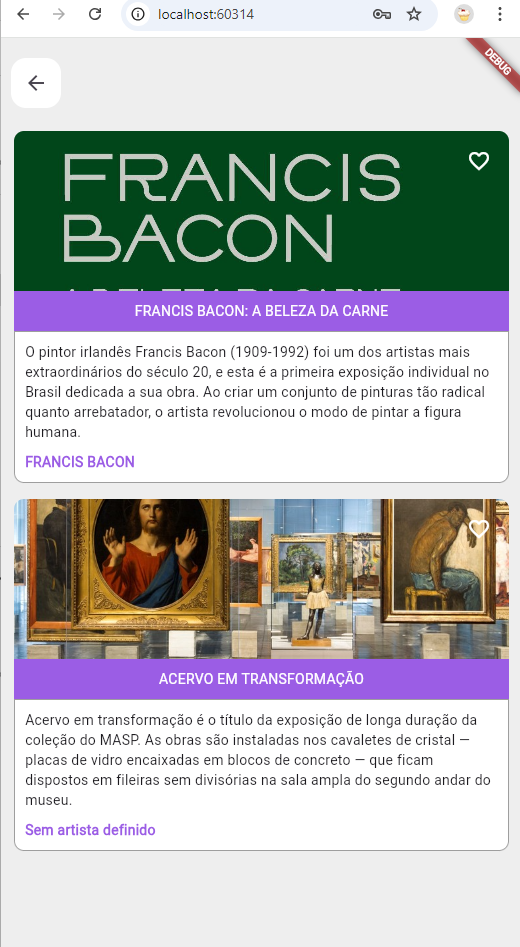 localhost:60314
DEBUG
FRANCIS
BACON
A BELEZA DA CARNE
FRANCIS BACON: A BELEZA DA CARNE
O pintor irlandês Francis Bacon (1909-1992) foi um dos artistas mais
extraordinários do século 20, e esta é a primeira exposição individual no
Brasil dedicada a sua obra. Ao criar um conjunto de pinturas tão radical
quanto arrebatador, o artista revolucionou o modo de pintar a figura
humana.
FRANCIS BACON
ACERVO EM TRANSFORMAÇÃO
Acervo em transformação é o título da exposição de longa duração da
coleção do MASP. As obras são instaladas nos cavaletes de cristal —
placas de vidro encaixadas em blocos de concreto — que ficam
dispostos em fileiras sem divisórias na sala ampla do segundo andar do
museu.
Sem artista definido